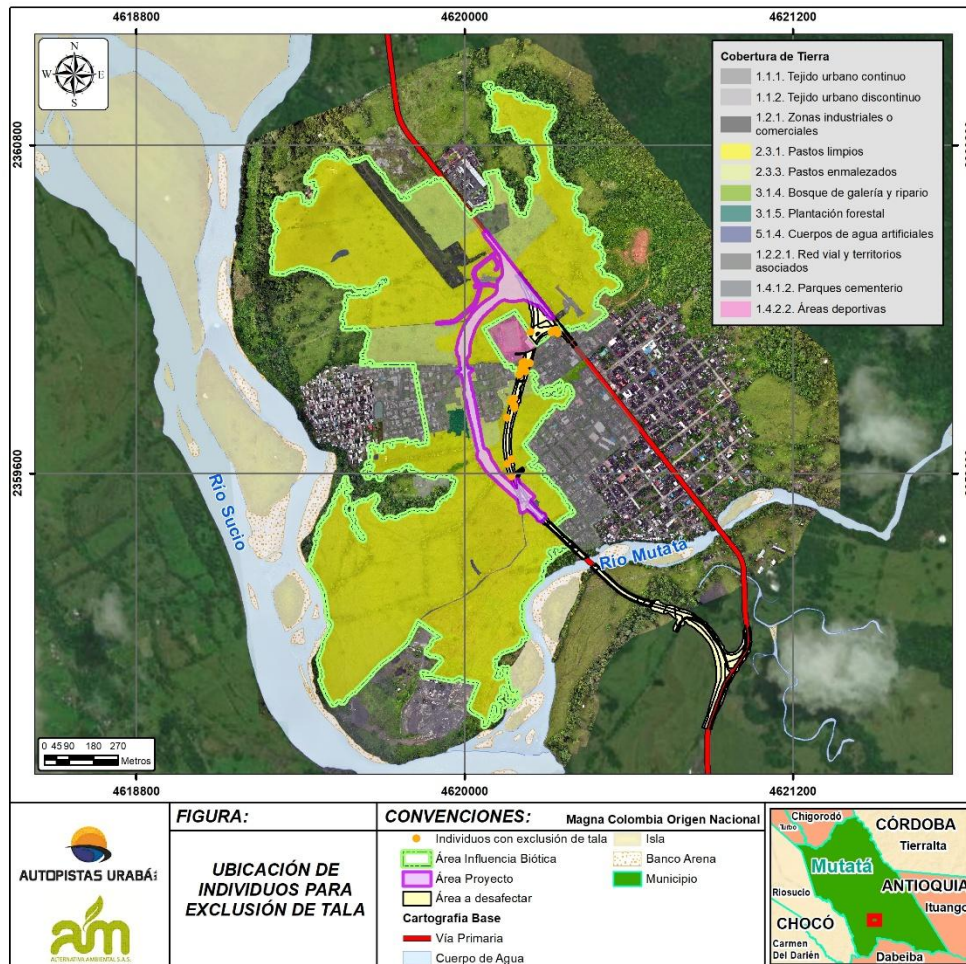 4618800
4620000
4621200
N
W
E
S
2360800
2359600
Cobertura de Tierra
1.1.1. Tejido urbano continuo
1.1.2. Tejido urbano discontinuo
1.2.1. Zonas industriales o
comerciales
2.3.1. Pastos limpios
2.3.3. Pastos enmalezados
3.1.4. Bosque de galería y ripario
3.1.5. Plantación forestal
5.1.4. Cuerpos de agua artificiales
1.2.2.1. Red vial y territorios
asociados
1.4.1.2. Parques cementerio
1.4.2.2. Áreas deportivas
Río Sucio
Río Mutatá
0 45 90 180 270
Metros
4618800
4620000
4621200
AUTOPISTAS URABÁ
am
ALTERNATIVA AMBIENTAL S.A.S.
FIGURA:
UBICACIÓN DE
INDIVIDUOS PARA
EXCLUSIÓN DE TALA
CONVENCIONES:
Magna Colombia Origen Nacional
Individuos con exclusión de tala
Área Influencia Biótica
Área Proyecto
Área a desafectar
Cartografia Base
Vía Primaria
Cuerpo de Agua
Isla
Banco Arena
Municipio
Chigorodó
CÓRDOBA
Tierralta
Mutatá
ANTIOQUIA
Ituango
Riosucio
CHOCÓ
Carmen
Del Darién
Dabeiba